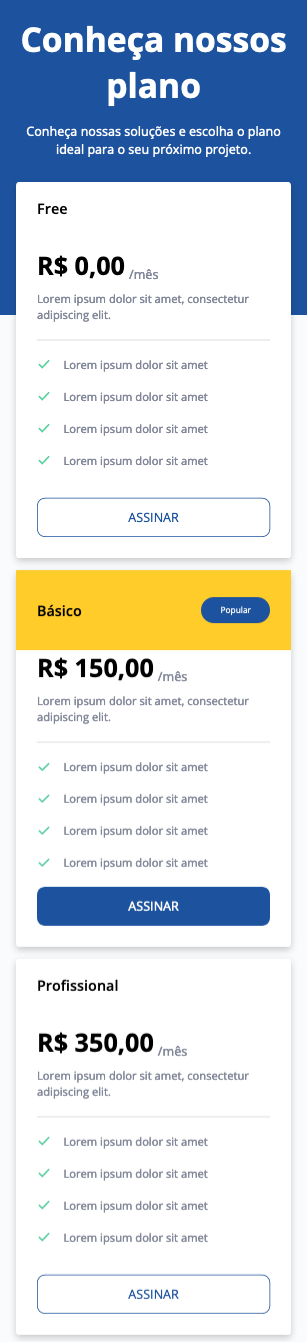 Conheça nossos
plano
Conheça nossas soluções e escolha o plano
ideal para o seu próximo projeto.
Free
R$ 0,00 /mês
Lorem ipsum dolor sit amet, consectetur
adipiscing elit.
Lorem ipsum dolor sit amet
Lorem ipsum dolor sit amet
Lorem ipsum dolor sit amet
Lorem ipsum dolor sit amet
ASSINAR
Básico Popular
R$ 150,00 /mês
Lorem ipsum dolor sit amet, consectetur
adipiscing elit.
Lorem ipsum dolor sit amet
Lorem ipsum dolor sit amet
Lorem ipsum dolor sit amet
Lorem ipsum dolor sit amet
ASSINAR
Profissional
R$ 350,00 /mês
Lorem ipsum dolor sit amet, consectetur
adipiscing elit.
Lorem ipsum dolor sit amet
Lorem ipsum dolor sit amet
Lorem ipsum dolor sit amet
Lorem ipsum dolor sit amet
ASSINAR